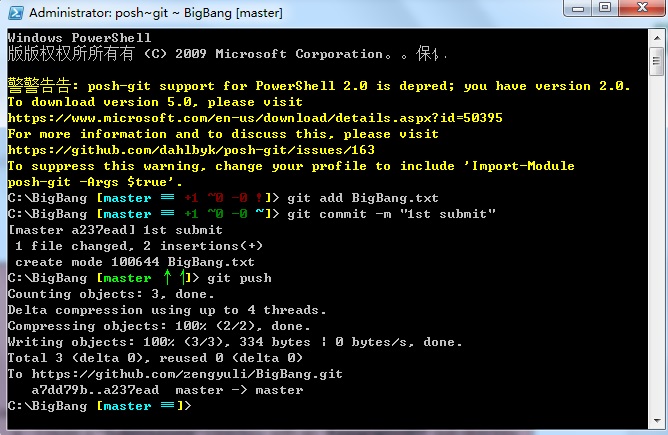 Administrator: posh~git ~ BigBang [master]
Windows PowerShell
版版权权所所有有 (C) 2009 Microsoft Corporation。。保
警警告告: posh-git support for PowerShell 2.0 is depred; you have version 2.0.
To download version 5.0, please visit
https://www.microsoft.com/en-us/download/details.aspx?id=50395
For more information and to discuss this, please visit
https://github.com/dahlbyk/posh-git/issues/163
To suppress this warning, change your profile to include 'Import-Module
posh-git -Args $true'.
C:\BigBang [master ≡ +1 ~0 -0 !]> git add BigBang.txt
C:\BigBang [master ≡ +1 ~0 -0 ~]> git commit -m "1st submit"
[master a237ead] 1st submit
1 file changed, 2 insertions(+)
create mode 100644 BigBang.txt
C:\BigBang [master ↑ ]> git push
Counting objects: 3, done.
Delta compression using up to 4 threads.
Compressing objects: 100% (2/2), done.
Writing objects: 100% (3/3), 334 bytes ¦ 0 bytes/s, done.
Total 3 (delta 0), reused 0 (delta 0)
To https://github.com/zengyuli/BigBang.git
a7dd79b..a237ead master -> master
C:\BigBang [master ≡]>